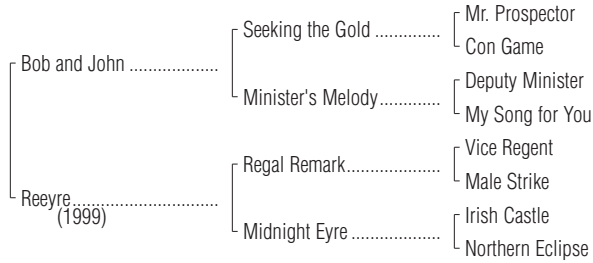 Mr. Prospector
Seeking the Gold ..............
Con Game
Bob and John ...................
Deputy Minister
Minister's Melody.............
My Song for You
Vice Regent
Regal Remark....................
Male Strike
Reeyre...............................
(1999)
Irish Castle
Midnight Eyre ...................
Northern Eclipse